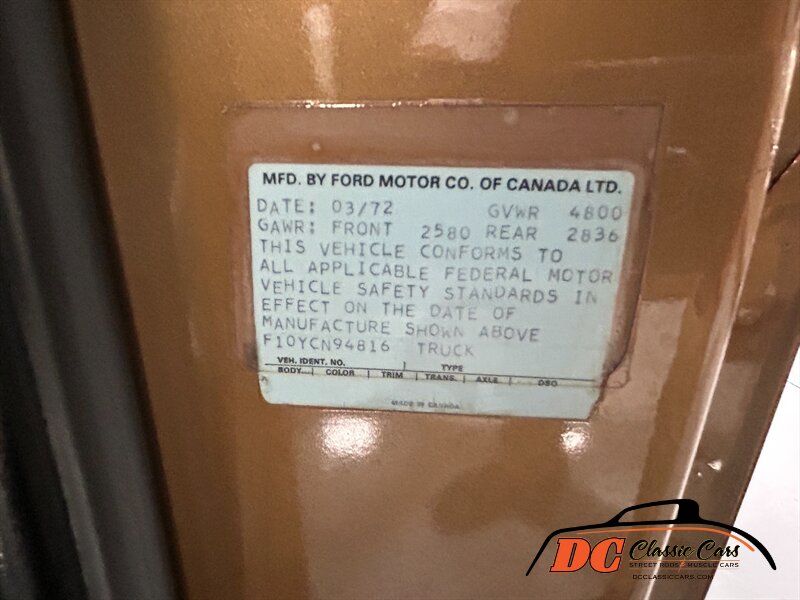 MFD. BY FORD MOTOR CO. OF CANADA LTD.
DATE: 03/72 GVWR 4800
GAWR: FRONT 2580 REAR 2836
THIS VEHICLE CONFORMS TO
ALL APPLICABLE FEDERAL MOTOR
VEHICLE SAFETY STANDARDS IN
EFFECT ON THE DATE OF
MANUFACTURE SHOWN ABOVE
F10YCN94816 TRUCK
VEH. IDENT. NO. TYPE
BODY COLOR TRIM TRANS. AXLE DSO
MADE IN CANADA
DC Classic Cars
STREET RODS & MUSCLE CARS
DCCLASSICCARS.COM